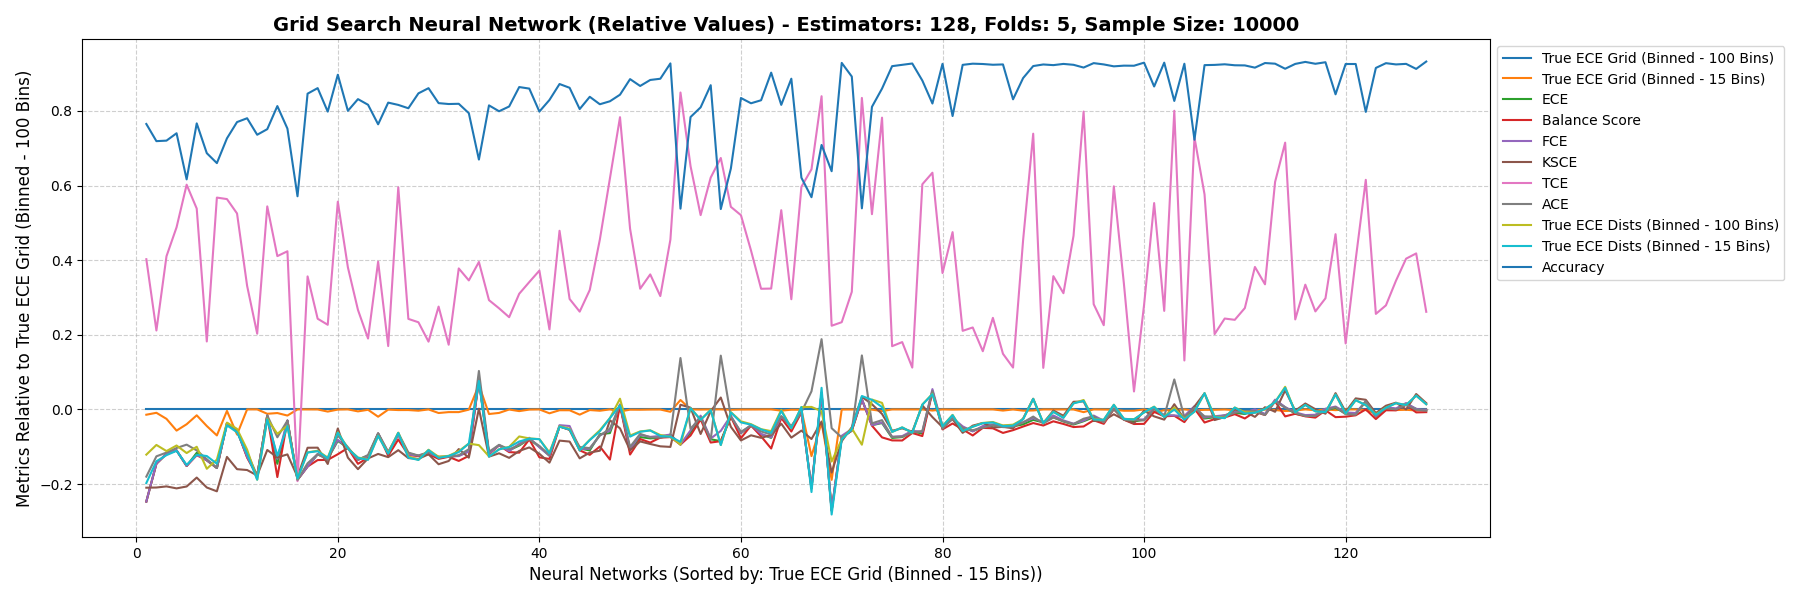 Grid Search Neural Network (Relative Values) - Estimators: 128, Folds: 5, Sample Size: 10000
Metrics Relative to True ECE Grid (Binned - 100 Bins)
0.8
0.6
0.4
0.2
0.0
−0.2
0 20 40 60 80 100 120
Neural Networks (Sorted by: True ECE Grid (Binned - 15 Bins))
True ECE Grid (Binned - 100 Bins)
True ECE Grid (Binned - 15 Bins)
ECE
Balance Score
FCE
KSCE
TCE
ACE
True ECE Dists (Binned - 100 Bins)
True ECE Dists (Binned - 15 Bins)
Accuracy